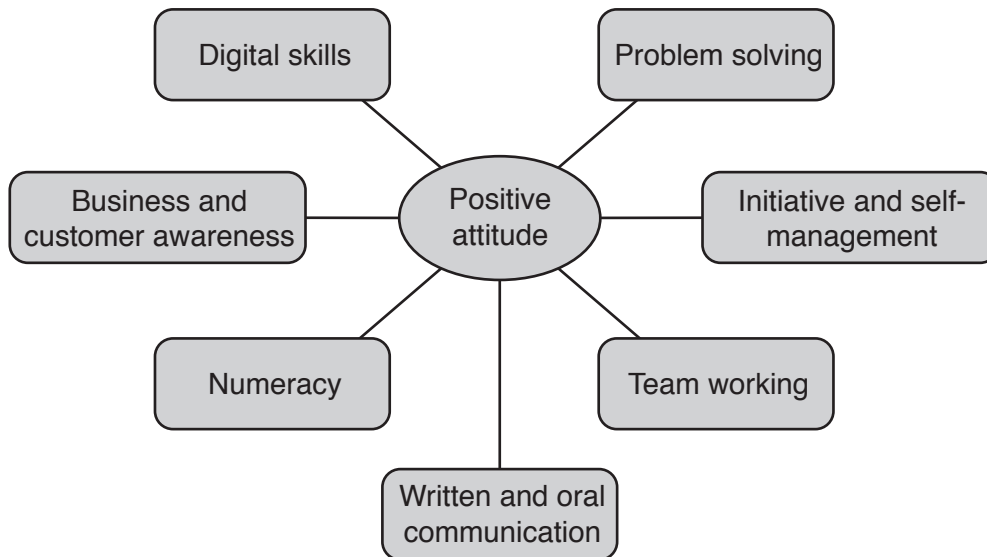 Digital skills
Problem solving
Business and
customer awareness
Positive
attitude
Initiative and self-
management
Numeracy
Team working
Written and oral
communication